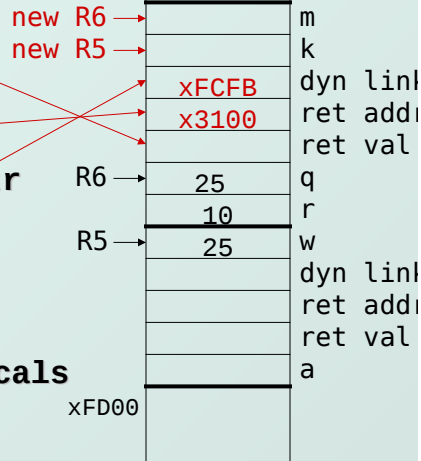 new R6 m
new R5 k
xFCFB dyn link
x3100 ret addr
ret val
r R6 25 q
10 r
R5 25 w
dyn link
ret addr
ret val
cals a
xFD00